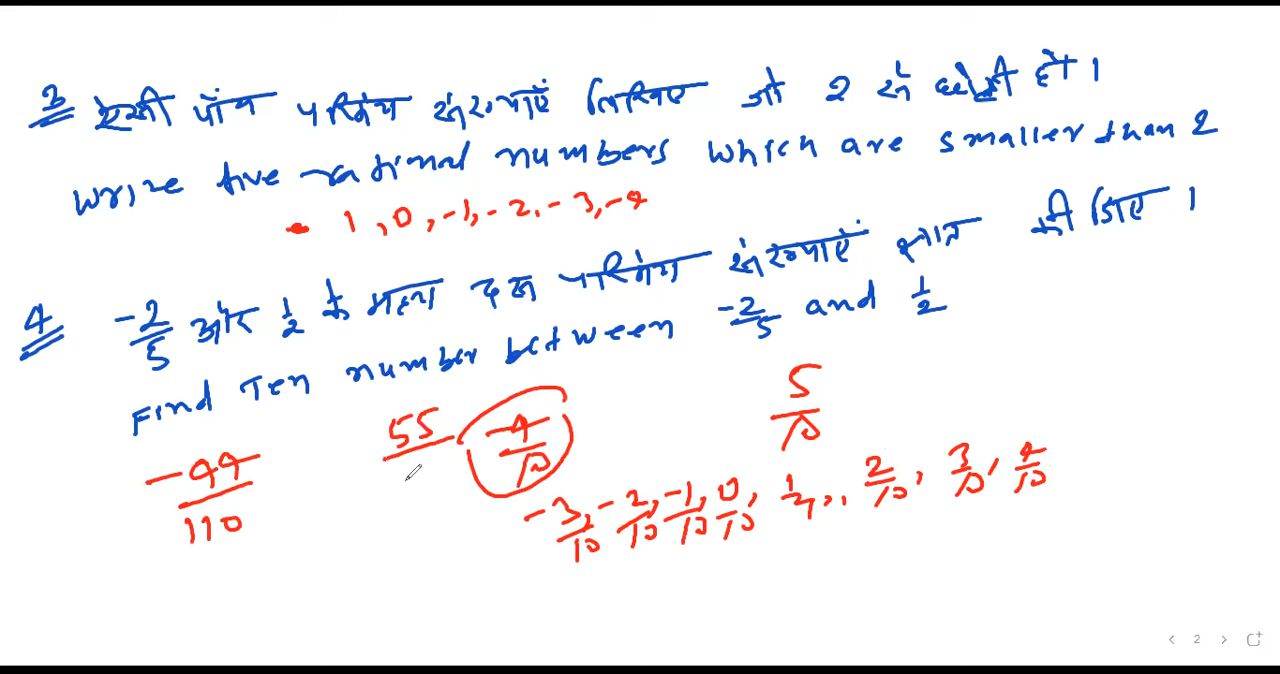 3 ऐसी पाँच परिमेय संख्याएँ लिखिए जो 2 से छोटी हो।
write five rational numbers which are smaller than 2
1, 0, -1, -2, -3, -4
4 -2/5 और 1/2 के मध्य दस परिमेय संख्याएं ज्ञात कीजिए।
Find Ten number between -2/5 and 1/2
-44/110 55 -4/10 5/10
-3/10, -2/10, -1/10, 0/10, 1/10, 2/10, 3/10, 4/10
2